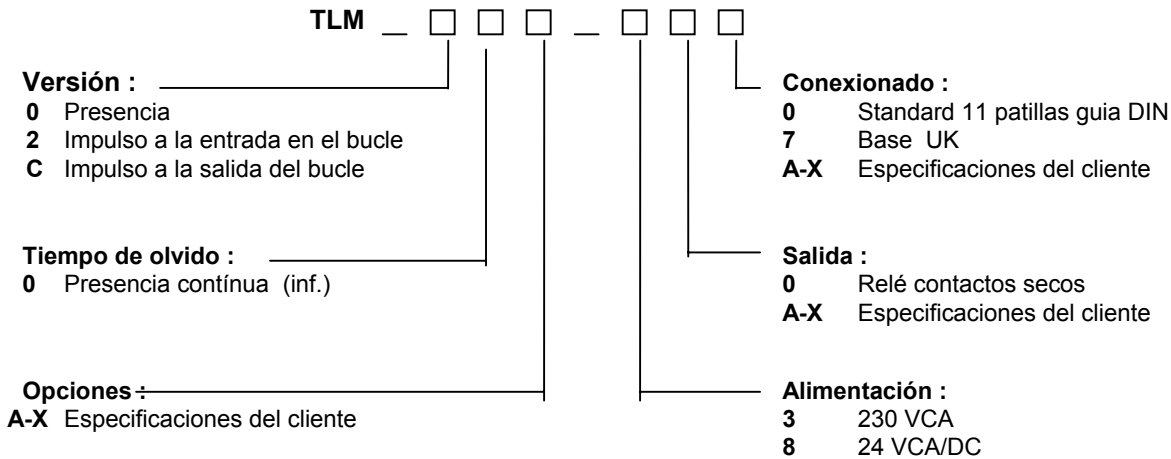 TLM _ □ □ □ _ □ □ □
Versión :
0 Presencia
2 Impulso a la entrada en el bucle
C Impulso a la salida del bucle
Tiempo de olvido :
0 Presencia contínua (inf.)
Opciones :
A-X Especificaciones del cliente
Conexionado :
0 Standard 11 patillas guia DIN
7 Base UK
A-X Especificaciones del cliente
Salida :
0 Relé contactos secos
A-X Especificaciones del cliente
Alimentación :
3 230 VCA
8 24 VCA/DC